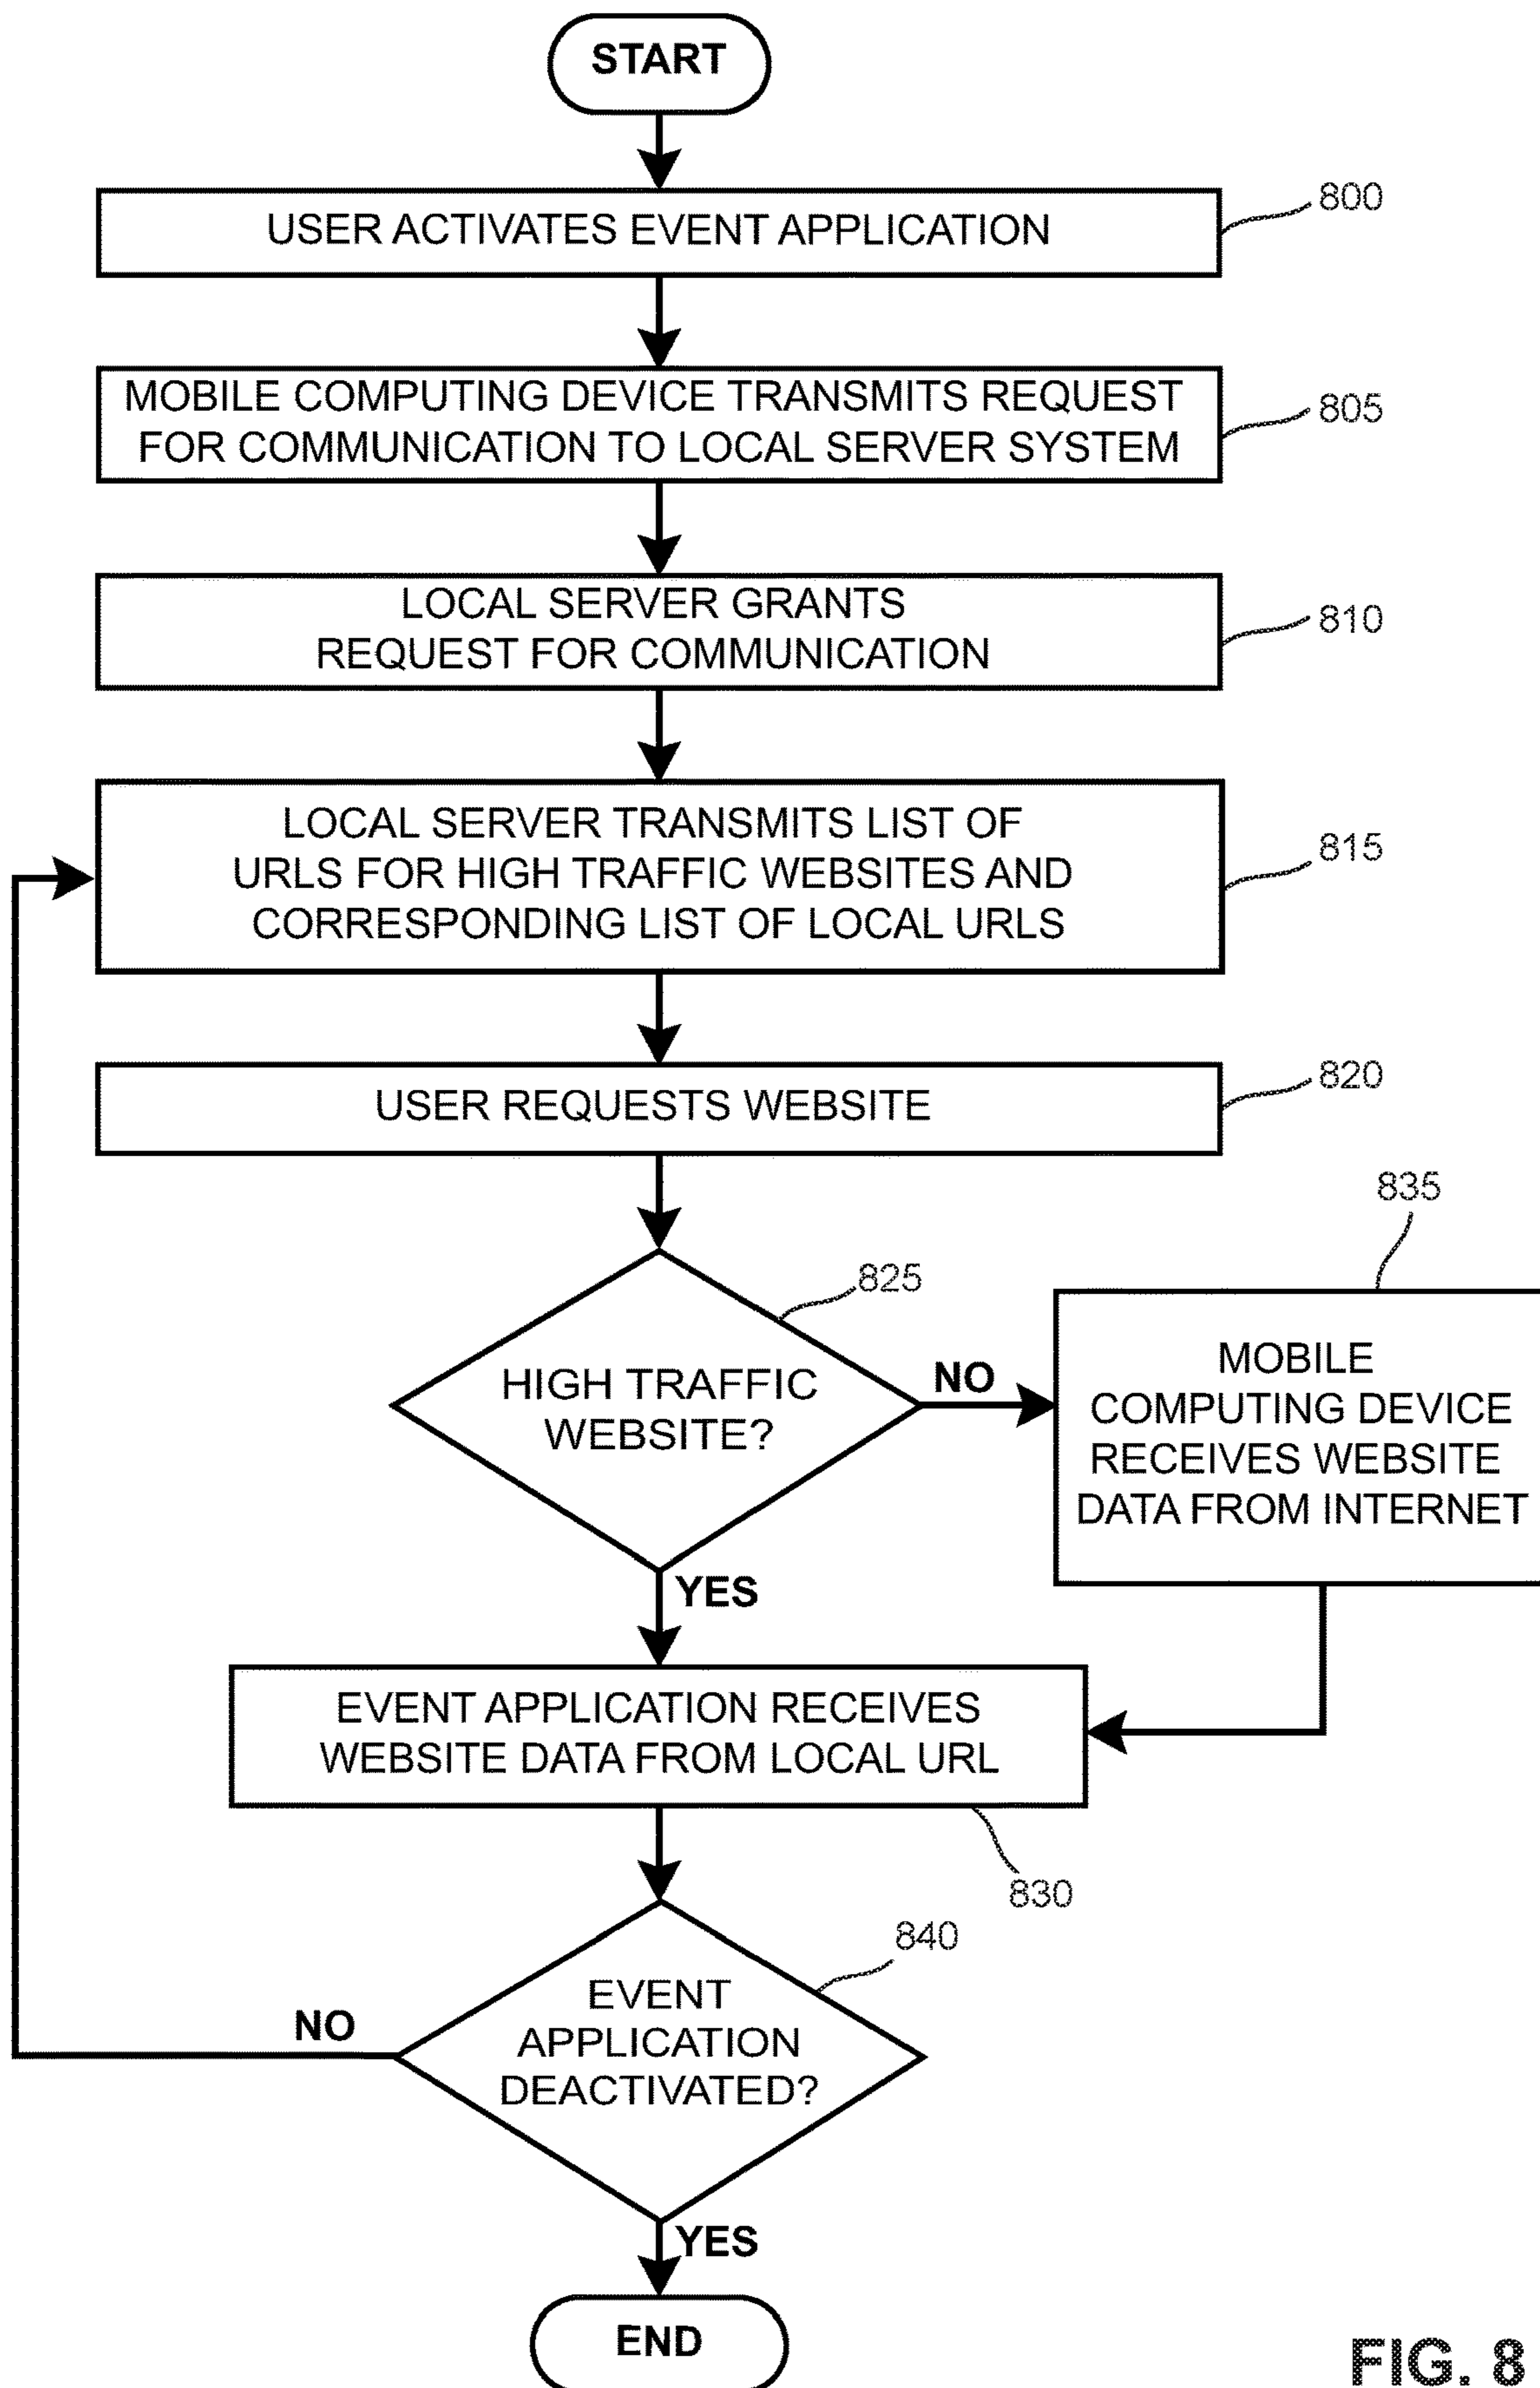 START
USER ACTIVATES EVENT APPLICATION
800
MOBILE COMPUTING DEVICE TRANSMITS REQUEST
FOR COMMUNICATION TO LOCAL SERVER SYSTEM
805
LOCAL SERVER GRANTS
REQUEST FOR COMMUNICATION
810
LOCAL SERVER TRANSMITS LIST OF
URLS FOR HIGH TRAFFIC WEBSITES AND
CORRESPONDING LIST OF LOCAL URLS
815
USER REQUESTS WEBSITE
820
825
HIGH TRAFFIC
WEBSITE?
NO
835
MOBILE
COMPUTING DEVICE
RECEIVES WEBSITE
DATA FROM INTERNET
YES
EVENT APPLICATION RECEIVES
WEBSITE DATA FROM LOCAL URL
830
840
EVENT
APPLICATION
DEACTIVATED?
NO
YES
END
FIG. 8